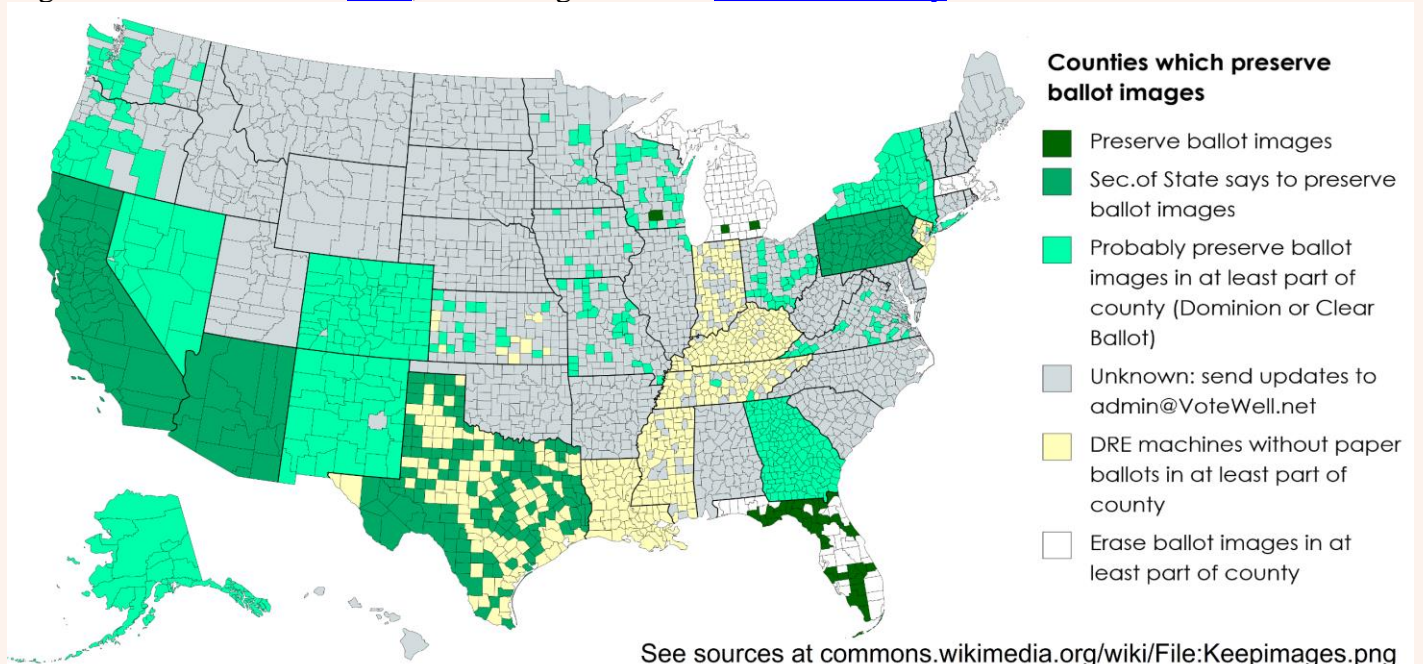 Counties which preserve
ballot images
Preserve ballot images
Sec.of State says to preserve
ballot images
Probably preserve ballot
images in at least part of
county (Dominion or Clear
Ballot)
Unknown: send updates to
admin@VoteWell.net
DRE machines without paper
ballots in at least part of
county
Erase ballot images in at
least part of county
See sources at commons.wikimedia.org/wiki/File:Keepimages.png